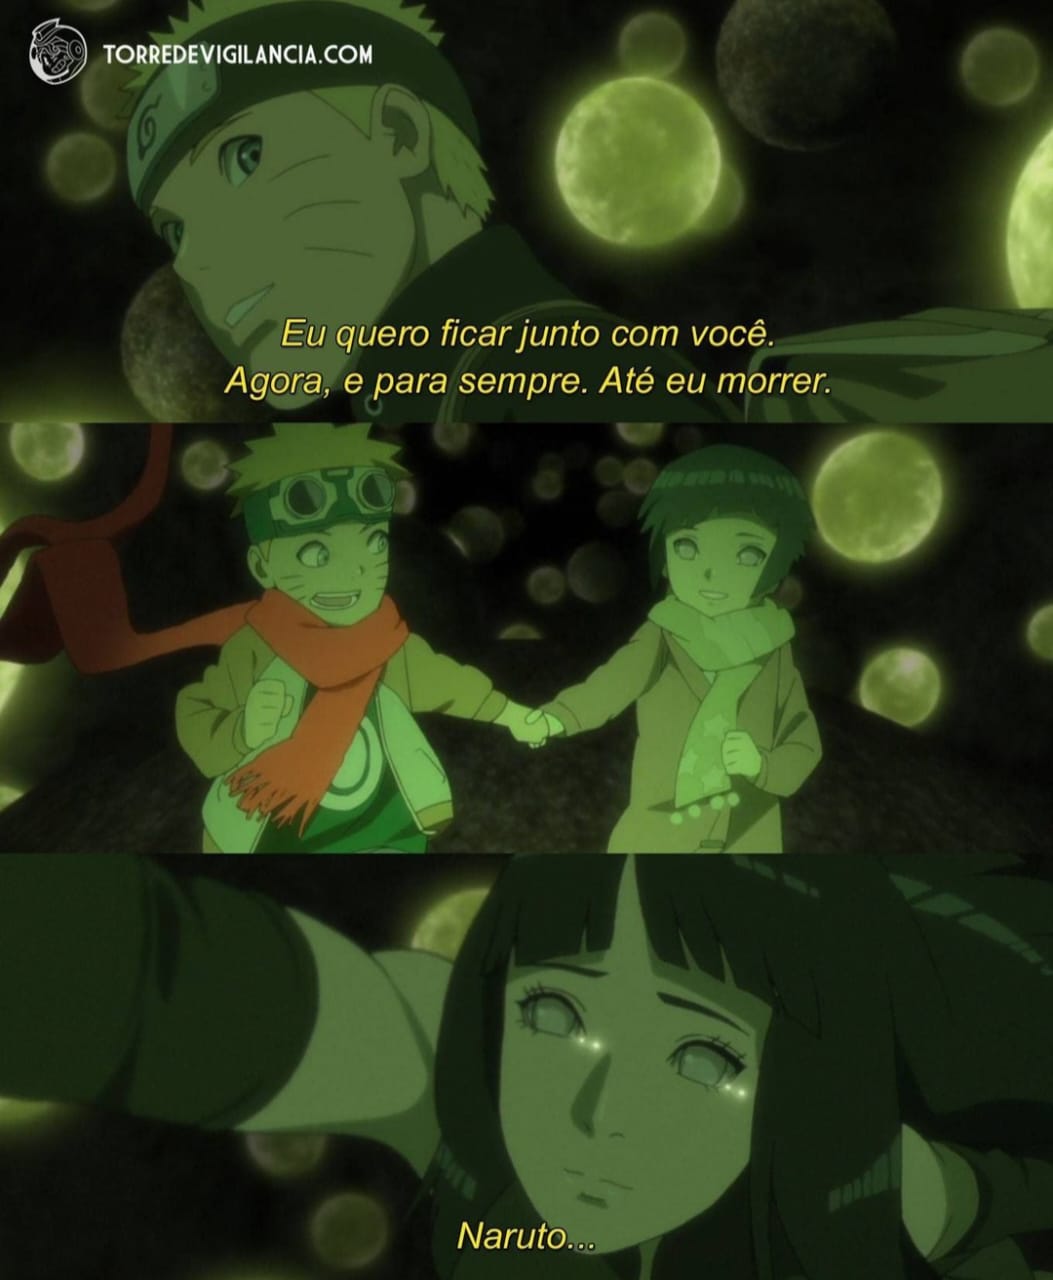 TORREDEVIGILANCIA.COM
Eu quero ficar junto com você.
Agora, e para sempre. Até eu morrer.
Naruto...